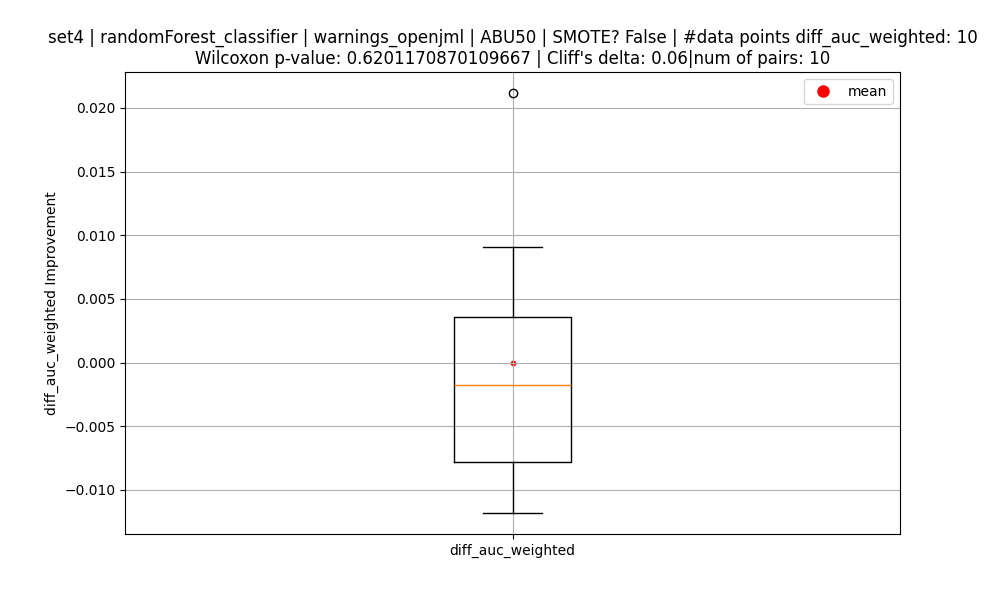 set4 | randomForest_classifier | warnings_openjml | ABU50 | SMOTE? False | #data points diff_auc_weighted: 10
Wilcoxon p-value: 0.6201170870109667 | Cliff's delta: 0.06|num of pairs: 10
mean
0.020
0.015
0.010
0.005
0.000
−0.005
−0.010
diff_auc_weighted Improvement
diff_auc_weighted